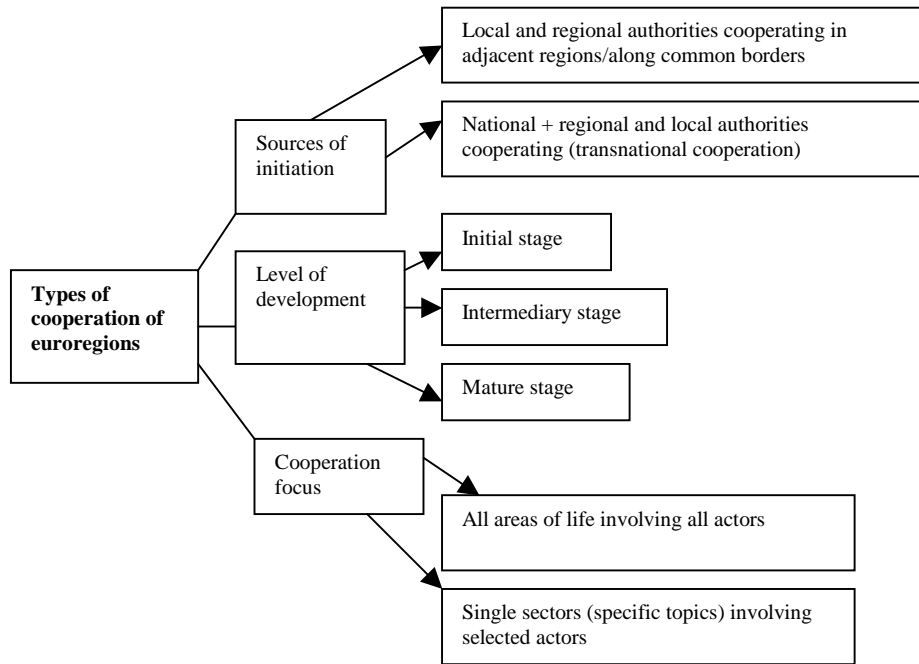 Types of
cooperation of
euroregions
Sources of
initiation
Local and regional authorities cooperating in
adjacent regions/along common borders
National + regional and local authorities
cooperating (transnational cooperation)
Level of
development
Initial stage
Intermediary stage
Mature stage
Cooperation
focus
All areas of life involving all actors
Single sectors (specific topics) involving
selected actors